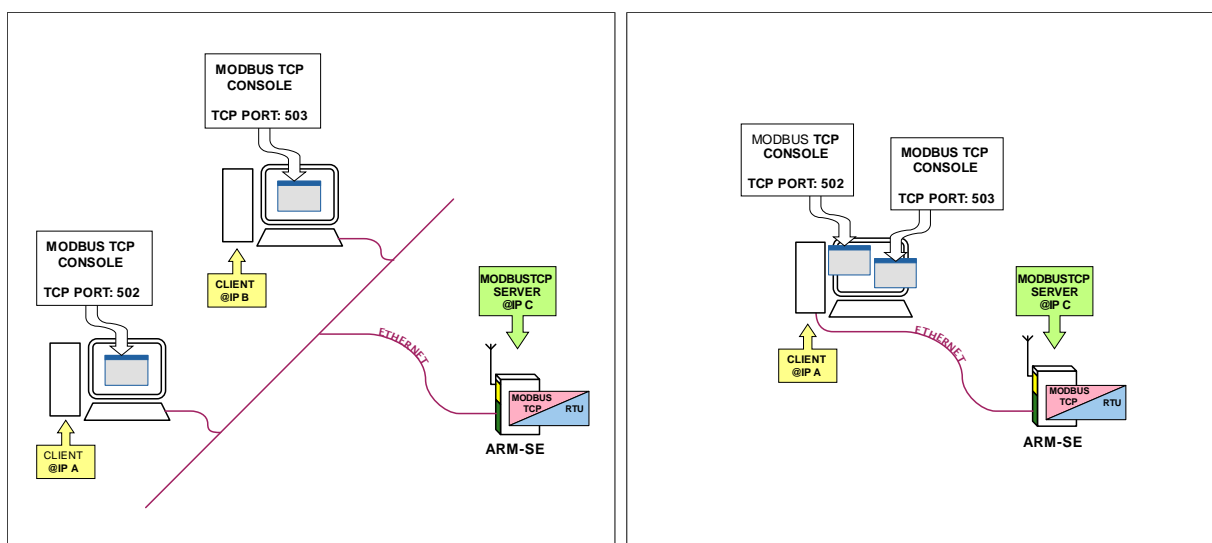 MODBUS TCP
CONSOLE
TCP PORT: 503
MODBUS TCP
CONSOLE
TCP PORT: 502
CLIENT
@IP B
CLIENT
@IP A
ETHERNET
MODBUSTCP
SERVER
@IP C
MODBUS
TCP
RTU
ARM-SE
MODBUS TCP
CONSOLE
TCP PORT: 502
MODBUS TCP
CONSOLE
TCP PORT: 503
CLIENT
@IP A
ETHERNET
MODBUSTCP
SERVER
@IP C
MODBUS
TCP
RTU
ARM-SE